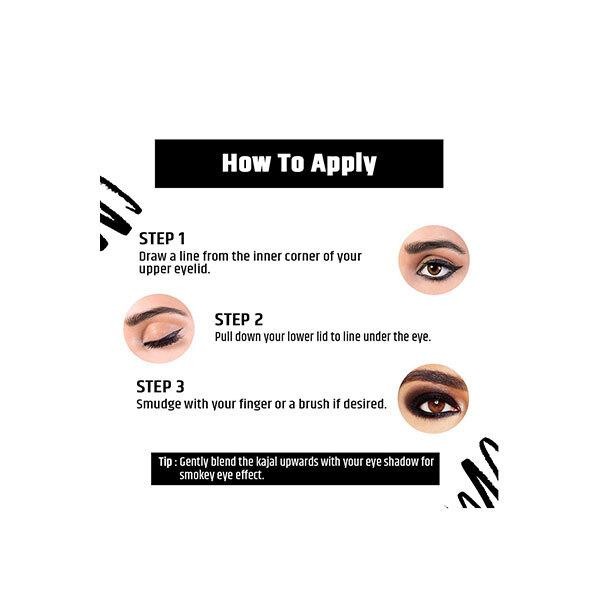 How To Apply
STEP 1
Draw a line from the inner corner of your
upper eyelid.
STEP 2
Pull down your lower lid to line under the eye.
STEP 3
Smudge with your finger or a brush if desired.
Tip : Gently blend the kajal upwards with your eye shadow for
smokey eye effect.